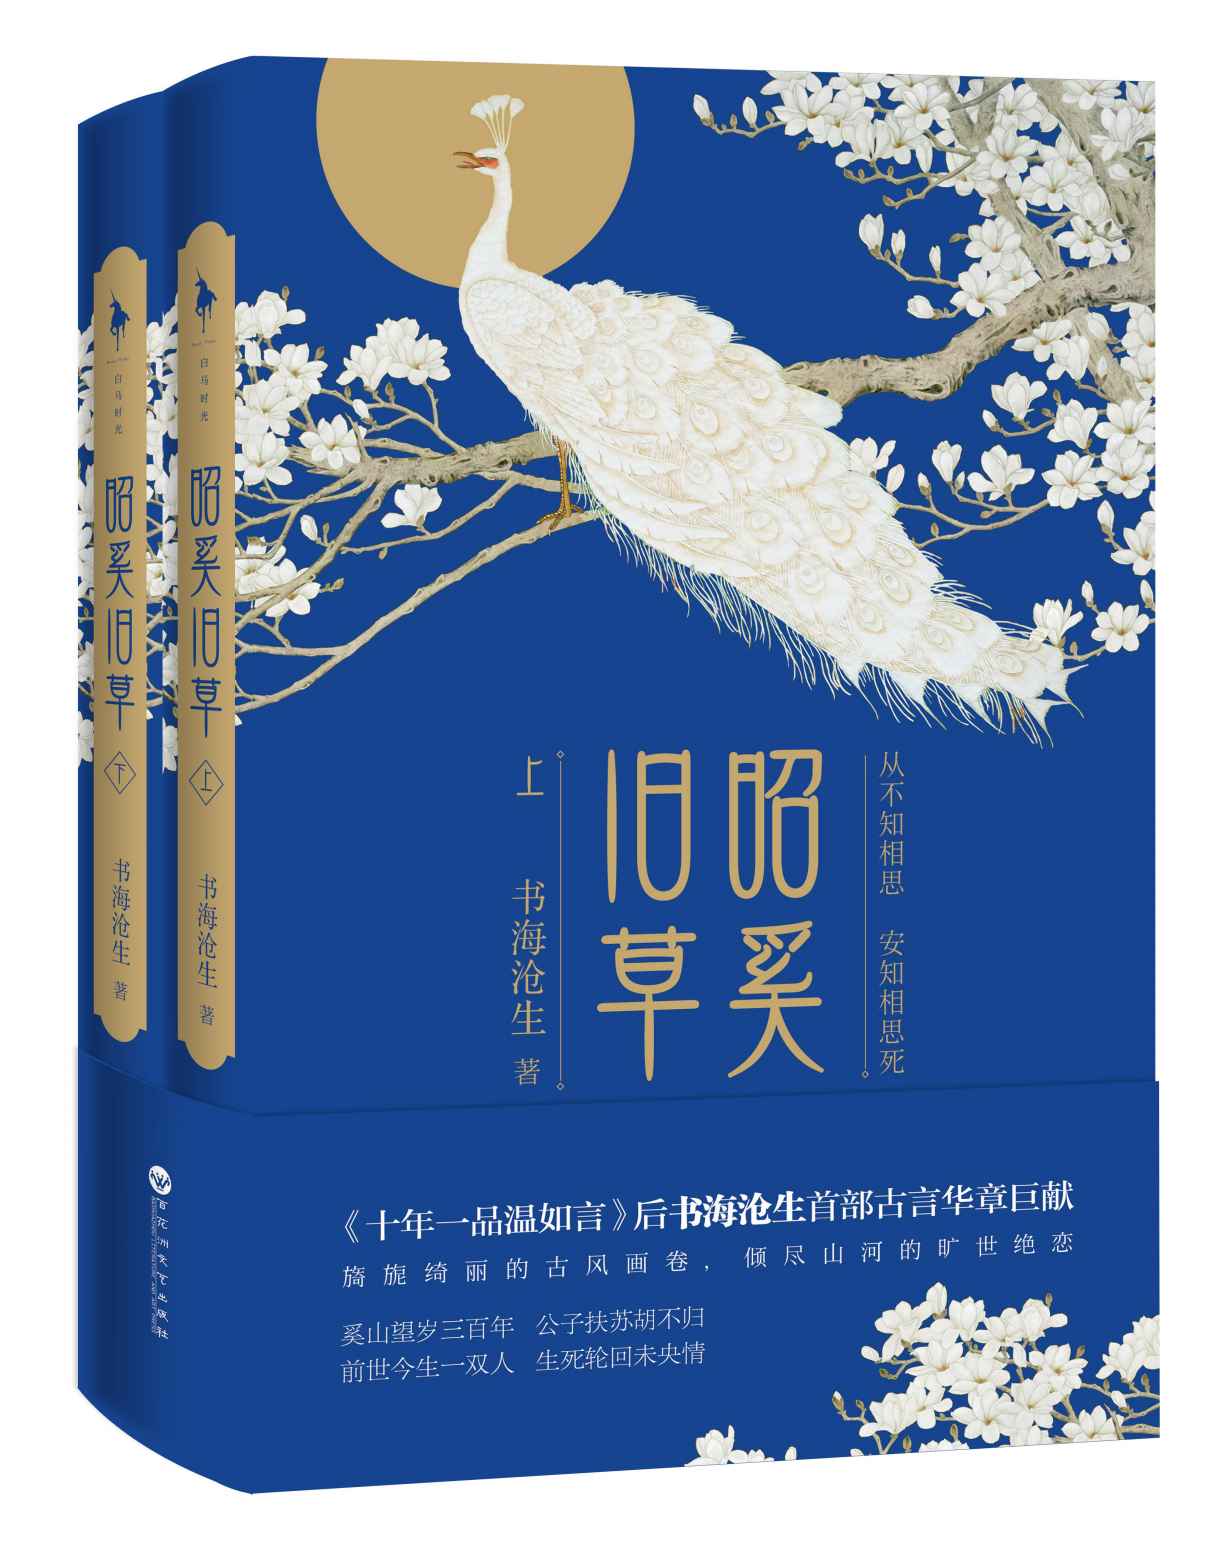 从不知相思 安知相思死
昭奚
旧草
上
书海沧生 著
白马时光
昭奚旧草
上
书海沧生 著
白马时光
昭奚旧草
下
书海沧生 著
《十年一品温如言》后书海沧生首部古言华章巨献
旖旎绮丽的古风画卷，倾尽山河的旷世绝恋
奚山望岁三百年 公子扶苏胡不归
前世今生一双人 生死轮回未央情
百花洲文艺出版社